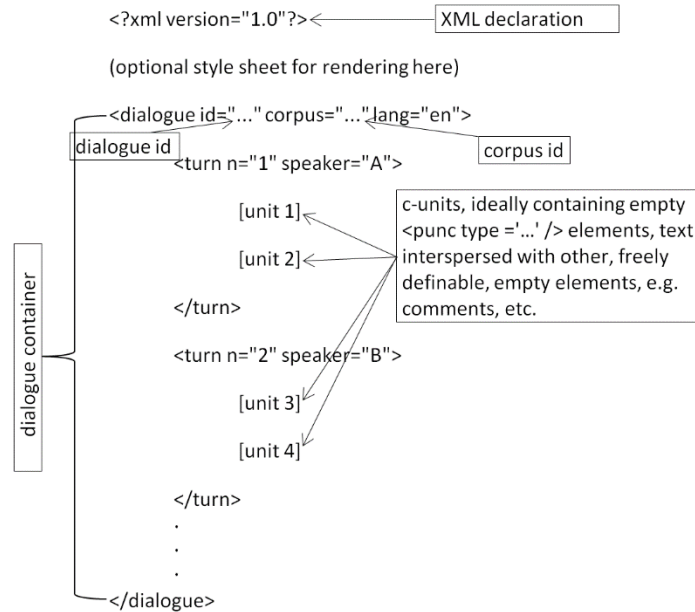 <?xml version="1.0"?>
XML declaration
(optional style sheet for rendering here)
<dialogue id="..." corpus="..." lang="en">
dialogue id
corpus id
<turn n="1" speaker="A">
[unit 1]
[unit 2]
c-units, ideally containing empty
<punc type ='...' /> elements, text
interspersed with other, freely
definable, empty elements, e.g.
comments, etc.
</turn>
dialogue container
<turn n="2" speaker="B">
[unit 3]
[unit 4]
</turn>
.
.
.
</dialogue>